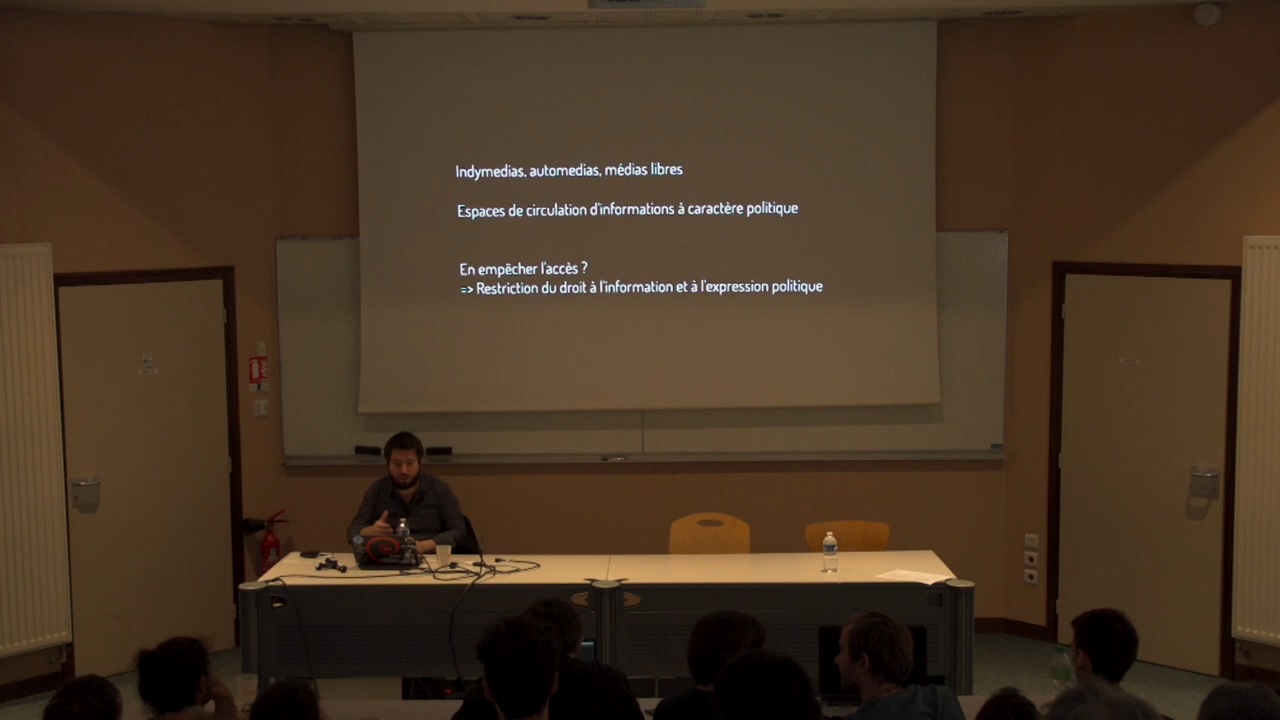 Indymedias, automedias, médias libres
Espaces de circulation d'informations à caractère politique
En empêcher l'accès ?
=> Restriction du droit à l'information et à l'expression politique